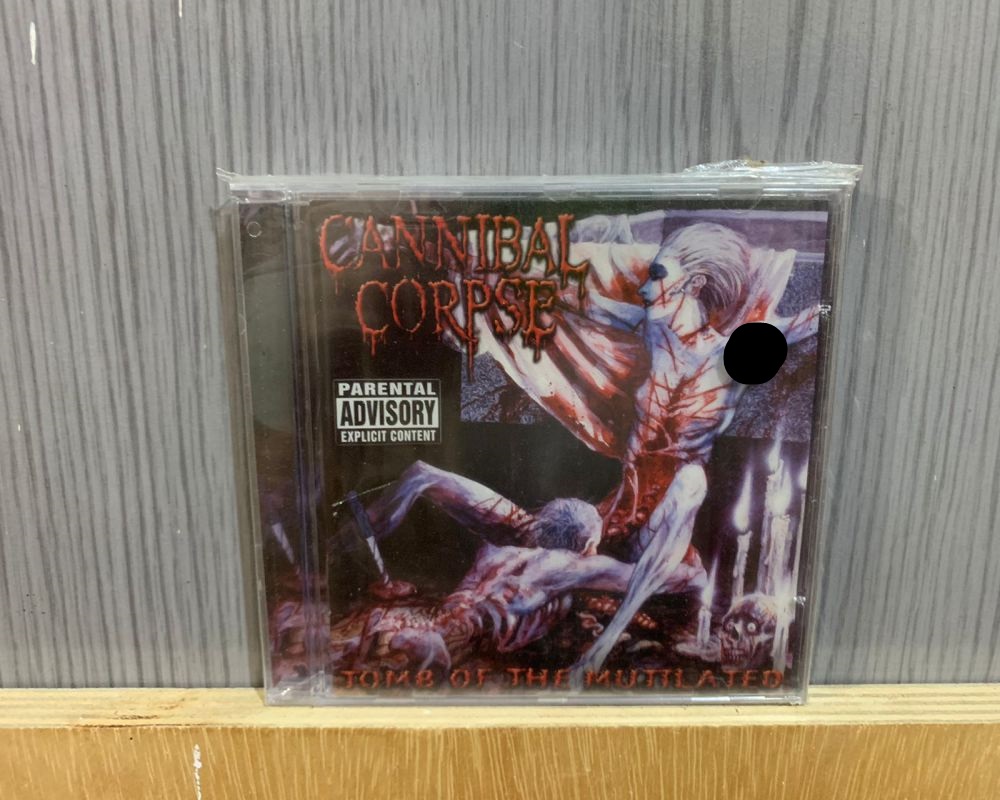 CANNIBAL
CORPSE
PARENTAL
ADVISORY
EXPLICIT CONTENT
TOMB OF THE MUTILATED